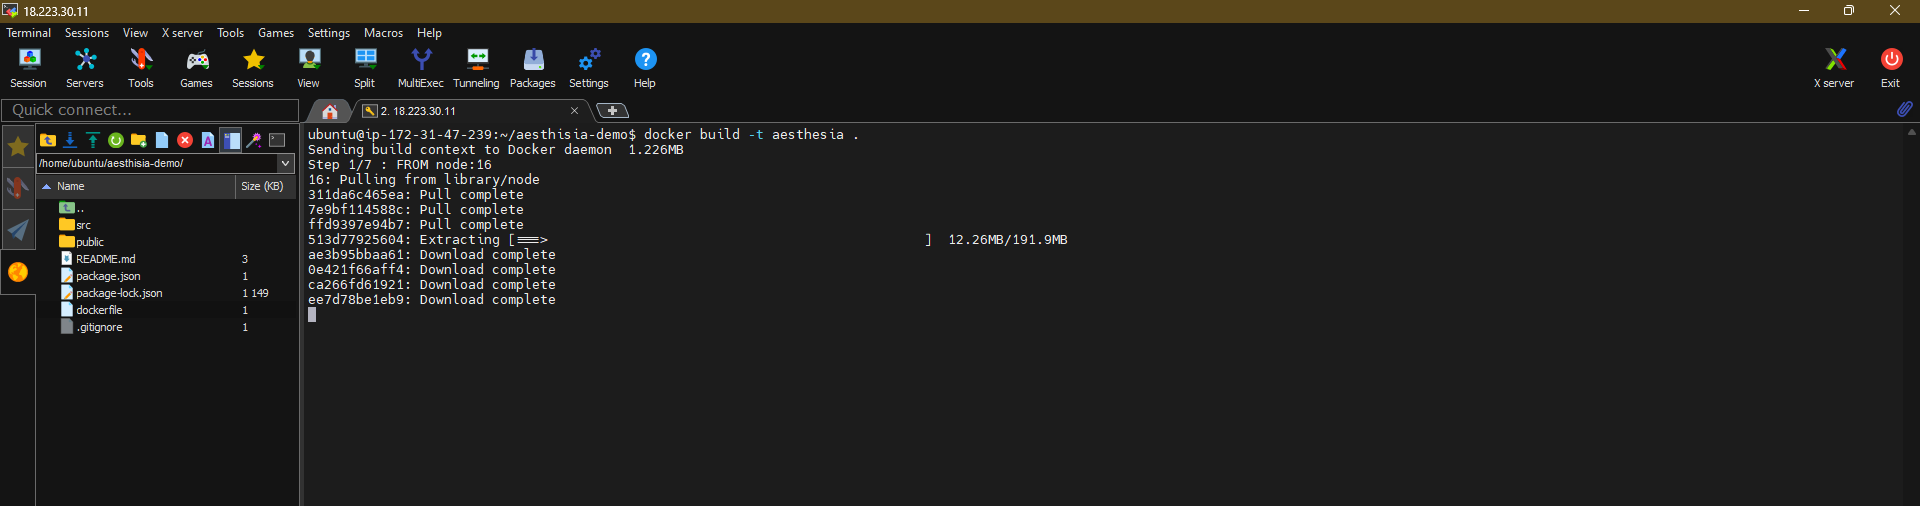 18.223.30.11
Terminal Sessions View X server Tools Games Settings Macros Help
Session Servers Tools Games Sessions View Split MultiExec Tunneling Packages Settings Help X server Exit
Quick connect...
2. 18.223.30.11
/home/ubuntu/aesthisia-demo/
Name Size (KB)
..
src
public
README.md 3
package.json 1
package-lock.json 1 149
dockerfile 1
.gitignore 1
ubuntu@ip-172-31-47-239:~/aesthisia-demo$ docker build -t aesthesia .
Sending build context to Docker daemon  1.226MB
Step 1/7 : FROM node:16
16: Pulling from library/node
311da6c465ea: Pull complete
7e9bf114588c: Pull complete
ffd9397e94b7: Pull complete
513d77925604: Extracting [===>                                               ]  12.26MB/191.9MB
ae3b95bbaa61: Download complete
0e421f66aff4: Download complete
ca266fd61921: Download complete
ee7d78be1eb9: Download complete